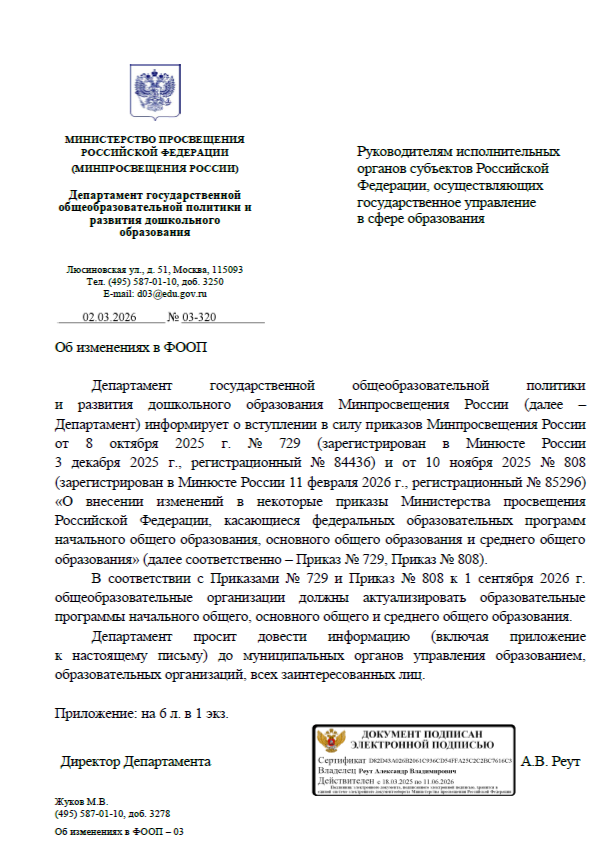 МИНИСТЕРСТВО ПРОСВЕЩЕНИЯ
РОССИЙСКОЙ ФЕДЕРАЦИИ
(МИНПРОСВЕЩЕНИЯ РОССИИ)
Департамент государственной
общеобразовательной политики и
развития дошкольного
образования
Люсиновская ул., д. 51, Москва, 115093
Тел. (495) 587-01-10, доб. 3250
E-mail: d03@edu.gov.ru
02.03.2026 № 03-320
Руководителям исполнительных
органов субъектов Российской
Федерации, осуществляющих
государственное управление
в сфере образования
Об изменениях в ФООП
Департамент государственной общеобразовательной политики
и развития дошкольного образования Минпросвещения России (далее –
Департамент) информирует о вступлении в силу приказов Минпросвещения России
от 8 октября 2025 г. № 729 (зарегистрирован в Минюсте России
3 декабря 2025 г., регистрационный № 84436) и от 10 ноября 2025 № 808
(зарегистрирован в Минюсте России 11 февраля 2026 г., регистрационный № 85296)
«О внесении изменений в некоторые приказы Министерства просвещения
Российской Федерации, касающиеся федеральных образовательных программ
начального общего образования, основного общего образования и среднего общего
образования» (далее соответственно – Приказ № 729, Приказ № 808).
В соответствии с Приказами № 729 и Приказ № 808 к 1 сентября 2026 г.
общеобразовательные организации должны актуализировать образовательные
программы начального общего, основного общего и среднего общего образования.
Департамент просит довести информацию (включая приложение
к настоящему письму) до муниципальных органов управления образованием,
образовательных организаций, всех заинтересованных лиц.
Приложение: на 6 л. в 1 экз.
Директор Департамента
ДОКУМЕНТ ПОДПИСАН
ЭЛЕКТРОННОЙ ПОДПИСЬЮ
Сертификат
Владелец Реут Александр Владимирович
Действителен с 18.03.2025 по 11.06.2026
А.В. Реут
Жуков М.В.
(495) 587-01-10, доб. 3278
Об изменениях в ФООП – 03